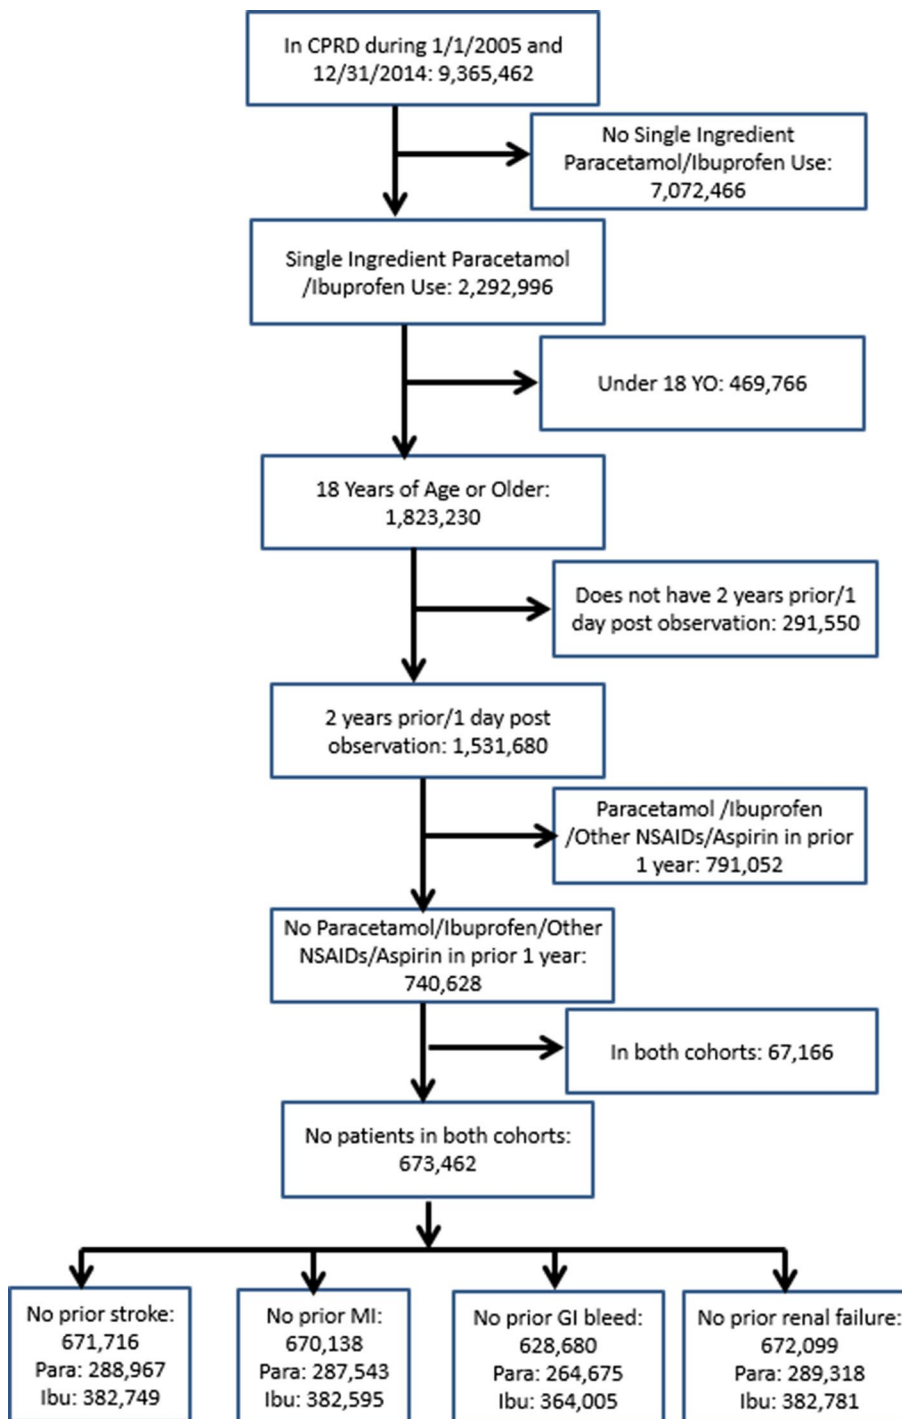 In CPRD during 1/1/2005 and
12/31/2014: 9,365,462
No Single Ingredient
Paracetamol/Ibuprofen Use:
7,072,466
Single Ingredient Paracetamol
/Ibuprofen Use: 2,292,996
Under 18 YO: 469,766
18 Years of Age or Older:
1,823,230
Does not have 2 years prior/1
day post observation: 291,550
2 years prior/1 day post
observation: 1,531,680
Paracetamol /Ibuprofen
/Other NSAIDs/Aspirin in prior
1 year: 791,052
No Paracetamol/Ibuprofen/Other
NSAIDs/Aspirin in prior 1 year:
740,628
In both cohorts: 67,166
No patients in both cohorts:
673,462
No prior stroke:
671,716
Para: 288,967
Ibu: 382,749
No prior MI:
670,138
Para: 287,543
Ibu: 382,595
No prior GI bleed:
628,680
Para: 264,675
Ibu: 364,005
No prior renal failure:
672,099
Para: 289,318
Ibu: 382,781